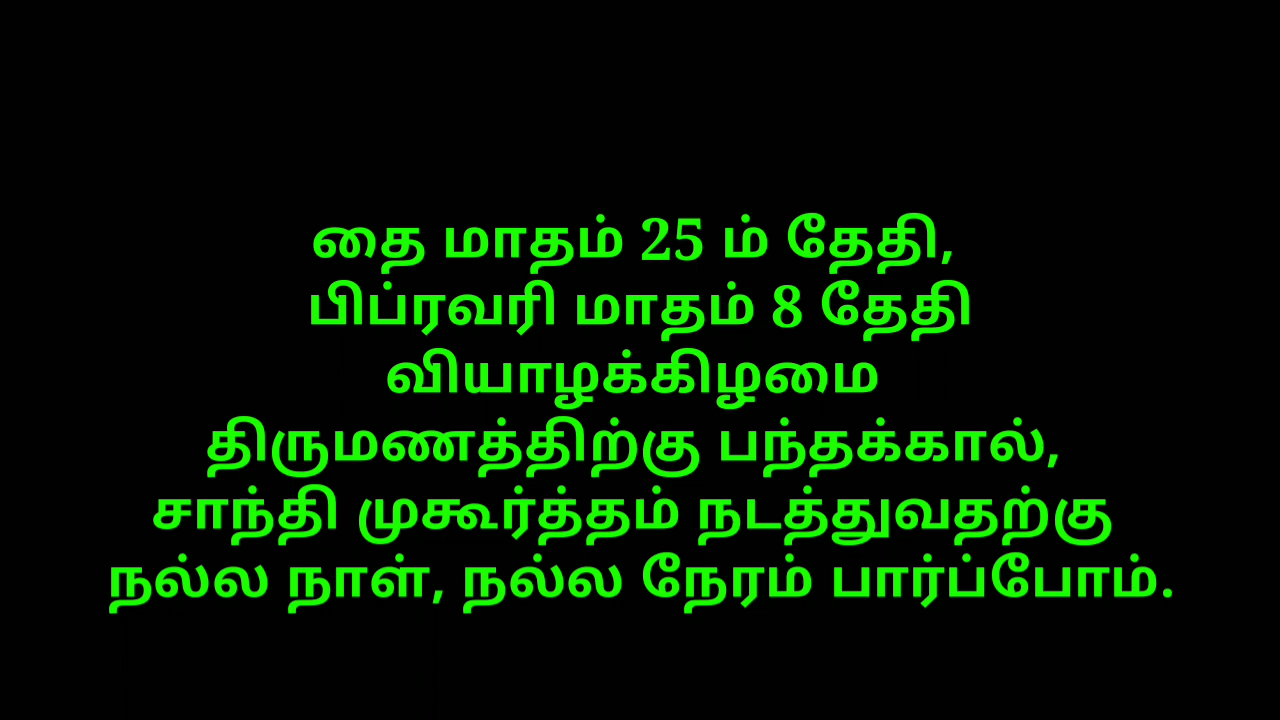 தை மாதம் 25 ம் தேதி,
பிப்ரவரி மாதம் 8 தேதி
வியாழக்கிழமை
திருமணத்திற்கு பந்தக்கால்,
சாந்தி முகூர்த்தம் நடத்துவதற்கு
நல்ல நாள், நல்ல நேரம் பார்ப்போம்.